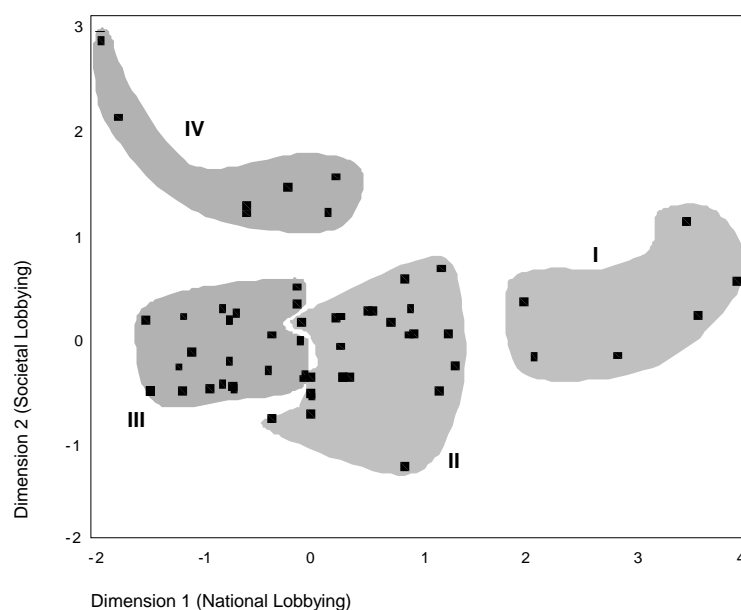 3
2
IV
1
I
0
-1
III
II
-2
-2 -1 0 1 2 3 4
Dimension 2 (Societal Lobbying)
Dimension 1 (National Lobbying)